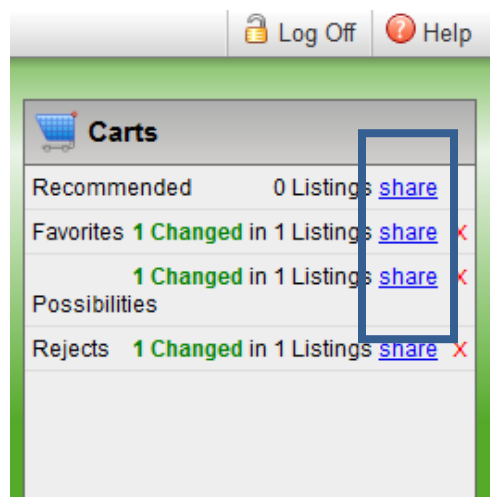 Log Off Help
Carts
Recommended 0 Listings share
Favorites 1 Changed in 1 Listings share X
1 Changed in 1 Listings share X
Possibilities
Rejects 1 Changed in 1 Listings share X